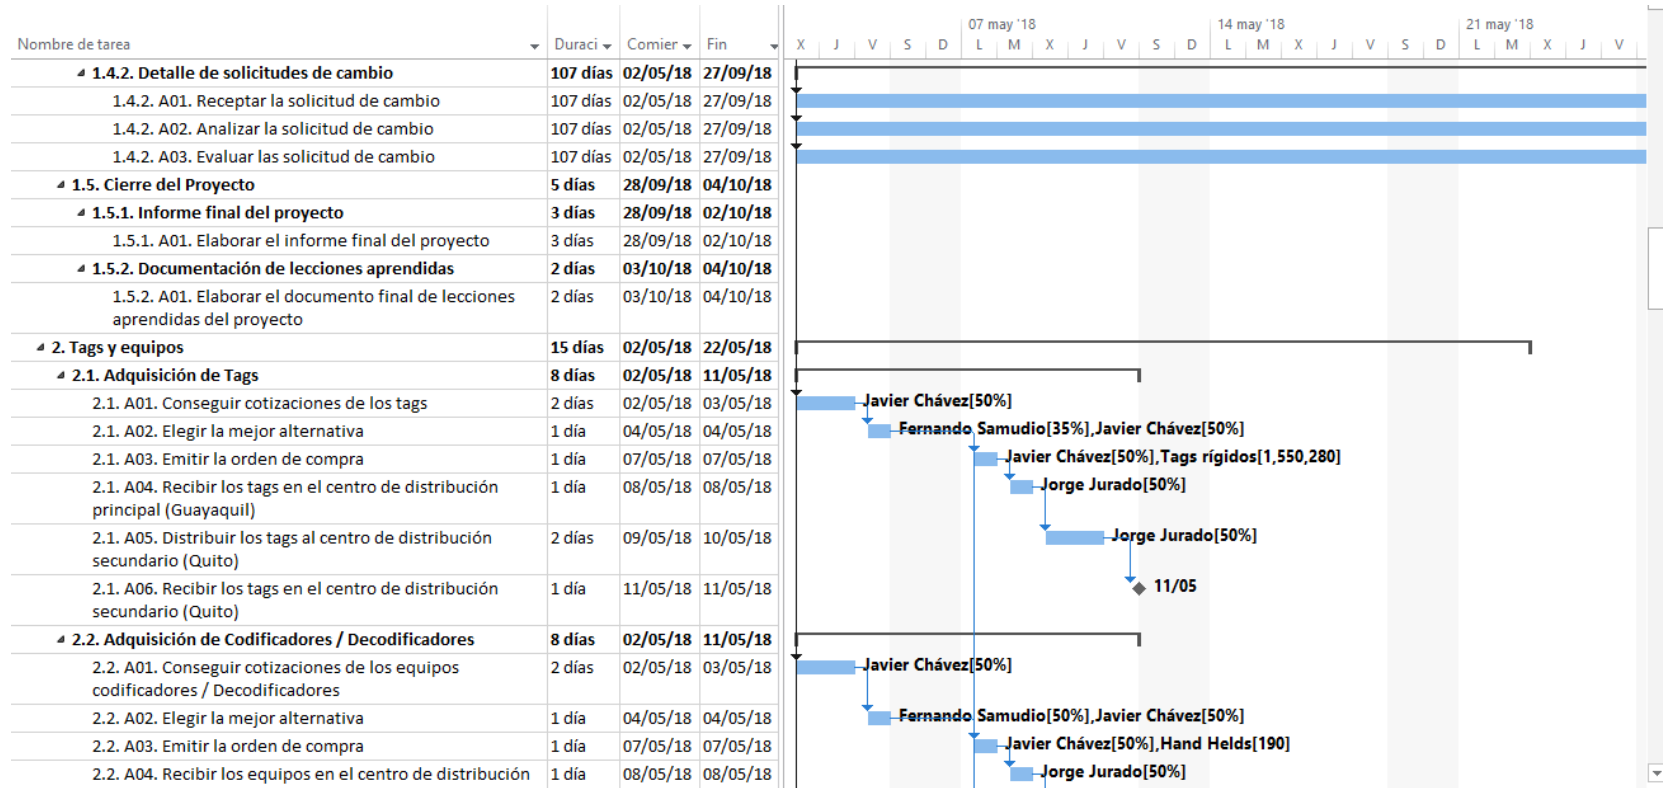 07 may '18 14 may '18 21 may '18
Nombre de tarea Duraci Comier Fin X J V S D L M X J V S D L M X J V S D L M X J V
1.4.2. Detalle de solicitudes de cambio 107 días 02/05/18 27/09/18
1.4.2. A01. Receptar la solicitud de cambio 107 días 02/05/18 27/09/18
1.4.2. A02. Analizar la solicitud de cambio 107 días 02/05/18 27/09/18
1.4.2. A03. Evaluar las solicitud de cambio 107 días 02/05/18 27/09/18
1.5. Cierre del Proyecto 5 días 28/09/18 04/10/18
1.5.1. Informe final del proyecto 3 días 28/09/18 02/10/18
1.5.1. A01. Elaborar el informe final del proyecto 3 días 28/09/18 02/10/18
1.5.2. Documentación de lecciones aprendidas 2 días 03/10/18 04/10/18
1.5.2. A01. Elaborar el documento final de lecciones 2 días 03/10/18 04/10/18
aprendidas del proyecto
2. Tags y equipos 15 días 02/05/18 22/05/18
2.1. Adquisición de Tags 8 días 02/05/18 11/05/18
2.1. A01. Conseguir cotizaciones de los tags 2 días 02/05/18 03/05/18 Javier Chávez[50%]
2.1. A02. Elegir la mejor alternativa 1 día 04/05/18 04/05/18 Fernando Samudio[35%],Javier Chávez[50%]
2.1. A03. Emitir la orden de compra 1 día 07/05/18 07/05/18 Javier Chávez[50%],Tags rígidos[1,550,280]
2.1. A04. Recibir los tags en el centro de distribución 1 día 08/05/18 08/05/18 Jorge Jurado[50%]
principal (Guayaquil)
2.1. A05. Distribuir los tags al centro de distribución 2 días 09/05/18 10/05/18 Jorge Jurado[50%]
secundario (Quito)
2.1. A06. Recibir los tags en el centro de distribución 1 día 11/05/18 11/05/18 11/05
secundario (Quito)
2.2. Adquisición de Codificadores / Decodificadores 8 días 02/05/18 11/05/18
2.2. A01. Conseguir cotizaciones de los equipos 2 días 02/05/18 03/05/18 Javier Chávez[50%]
codificadores / Decodificadores
2.2. A02. Elegir la mejor alternativa 1 día 04/05/18 04/05/18 Fernando Samudio[50%],Javier Chávez[50%]
2.2. A03. Emitir la orden de compra 1 día 07/05/18 07/05/18 Javier Chávez[50%],Hand Helds[190]
2.2. A04. Recibir los equipos en el centro de distribución 1 día 08/05/18 08/05/18 Jorge Jurado[50%]